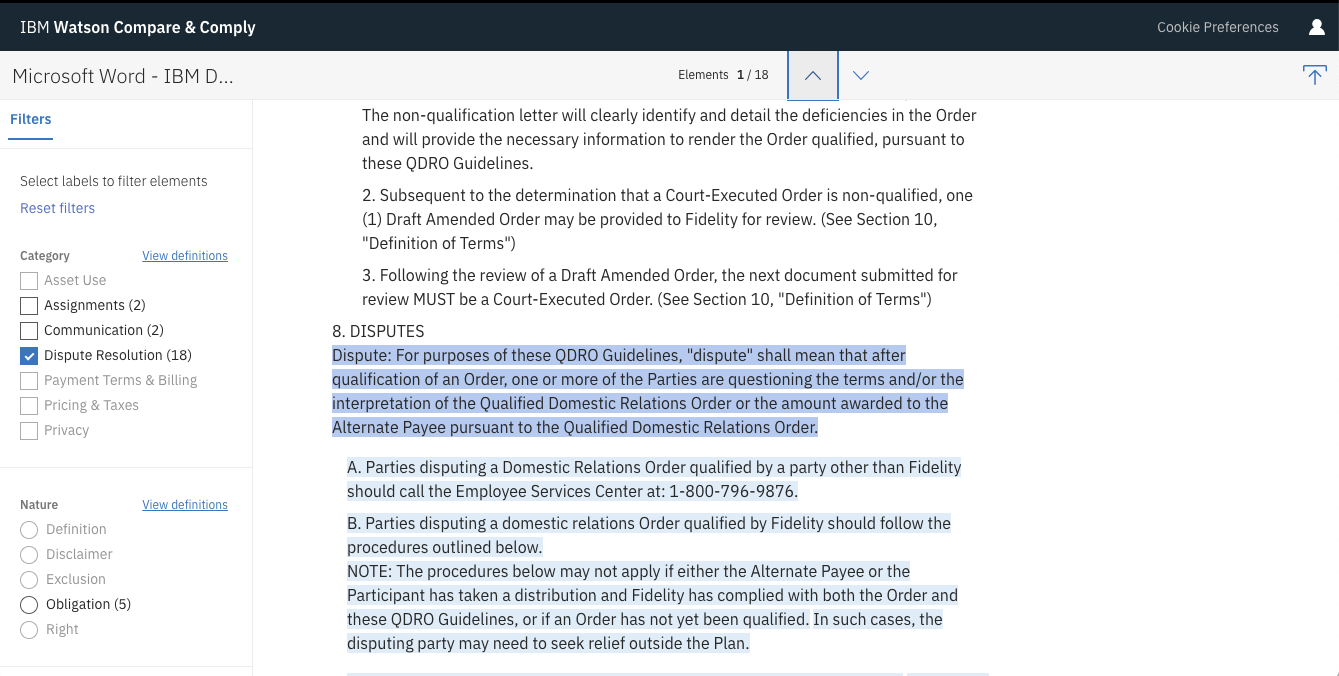 IBM Watson Compare & Comply
Cookie Preferences
Microsoft Word - IBM D...
Elements 1 / 18
Filters
Select labels to filter elements
Reset filters
Category
View definitions
Asset Use
Assignments (2)
Communication (2)
Dispute Resolution (18)
Payment Terms & Billing
Pricing & Taxes
Privacy
Nature
View definitions
Definition
Disclaimer
Exclusion
Obligation (5)
Right
The non-qualification letter will clearly identify and detail the deficiencies in the Order
and will provide the necessary information to render the Order qualified, pursuant to
these QDRO Guidelines.
2. Subsequent to the determination that a Court-Executed Order is non-qualified, one
(1) Draft Amended Order may be provided to Fidelity for review. (See Section 10,
"Definition of Terms")
3. Following the review of a Draft Amended Order, the next document submitted for
review MUST be a Court-Executed Order. (See Section 10, "Definition of Terms")
8. DISPUTES
Dispute: For purposes of these QDRO Guidelines, "dispute" shall mean that after
qualification of an Order, one or more of the Parties are questioning the terms and/or the
interpretation of the Qualified Domestic Relations Order or the amount awarded to the
Alternate Payee pursuant to the Qualified Domestic Relations Order.
A. Parties disputing a Domestic Relations Order qualified by a party other than Fidelity
should call the Employee Services Center at: 1-800-796-9876.
B. Parties disputing a domestic relations Order qualified by Fidelity should follow the
procedures outlined below.
NOTE: The procedures below may not apply if either the Alternate Payee or the
Participant has taken a distribution and Fidelity has complied with both the Order and
these QDRO Guidelines, or if an Order has not yet been qualified. In such cases, the
disputing party may need to seek relief outside the Plan.